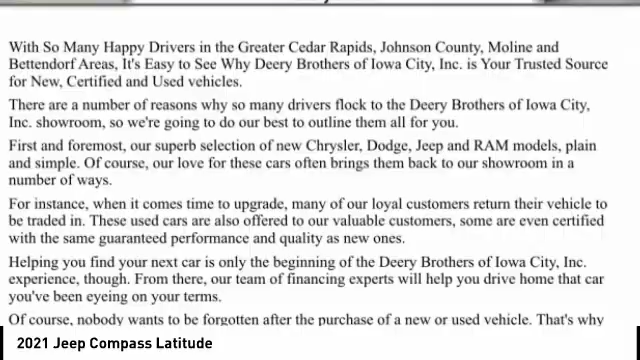 With So Many Happy Drivers in the Greater Cedar Rapids, Johnson County, Moline and
Bettendorf Areas, It's Easy to See Why Deery Brothers of Iowa City, Inc. is Your Trusted Source
for New, Certified and Used vehicles.
There are a number of reasons why so many drivers flock to the Deery Brothers of Iowa City,
Inc. showroom, so we're going to do our best to outline them all for you.
First and foremost, our superb selection of new Chrysler, Dodge, Jeep and RAM models, plain
and simple. Of course, our love for these cars often brings them back to our showroom in a
number of ways.
For instance, when it comes time to upgrade, many of our loyal customers return their vehicle to
be traded in. These used cars are also offered to our valuable customers, some are even certified
with the same guaranteed performance and quality as new ones.
Helping you find your next car is only the beginning of the Deery Brothers of Iowa City, Inc.
experience, though. From there, our team of financing experts will help you drive home that car
you've been eyeing on your terms.
Of course, nobody wants to be forgotten after the purchase of a new or used vehicle. That's why
2021 Jeep Compass Latitude